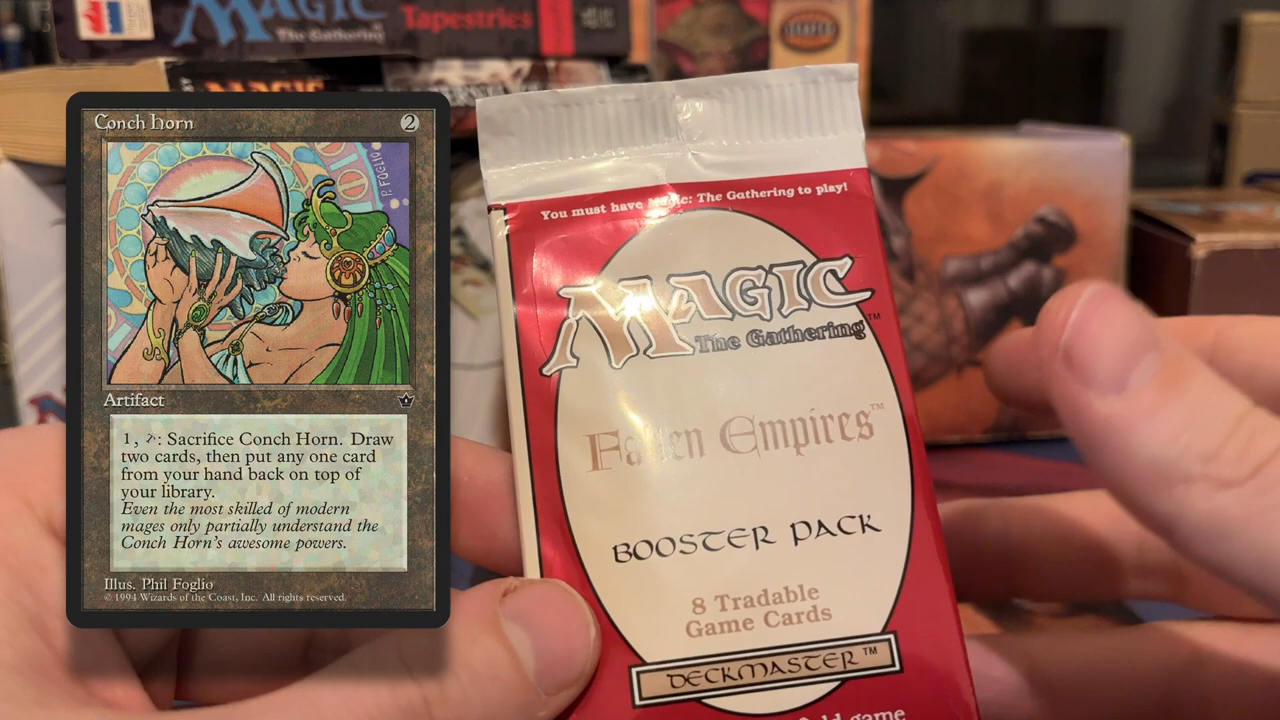 MAGIC
The Gathering
Tapestries
MAGIC
Conch Horn
2
P. FOGLIO
Artifact
1, : Sacrifice Conch Horn. Draw
two cards, then put any one card
from your hand back on top of
your library.
Even the most skilled of modern
mages only partially understand the
Conch Horn's awesome powers.
Illus. Phil Foglio
© 1994 Wizards of the Coast, Inc. All rights reserved.
You must have Magic: The Gathering to play!
MAGIC
The Gathering™
Fallen Empires™
BOOSTER PACK
8 Tradable
Game Cards
DECKMASTER™
game